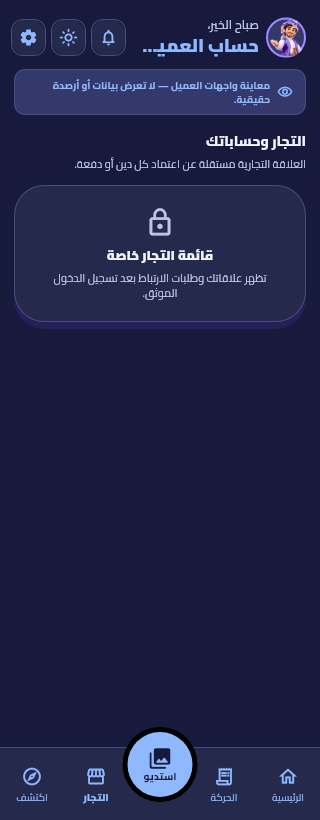 صباح الخير،
حساب العميـ...
معاينة واجهات العميل — لا تعرض بيانات أو أرصدة
حقيقية.
التجار وحساباتك
العلاقة التجارية مستقلة عن اعتماد كل دين أو دفعة.
قائمة التجار خاصة
تظهر علاقاتك وطلبات الارتباط بعد تسجيل الدخول
الموثق.
الرئيسية
الحركة
استديو
التجار
اكتشف